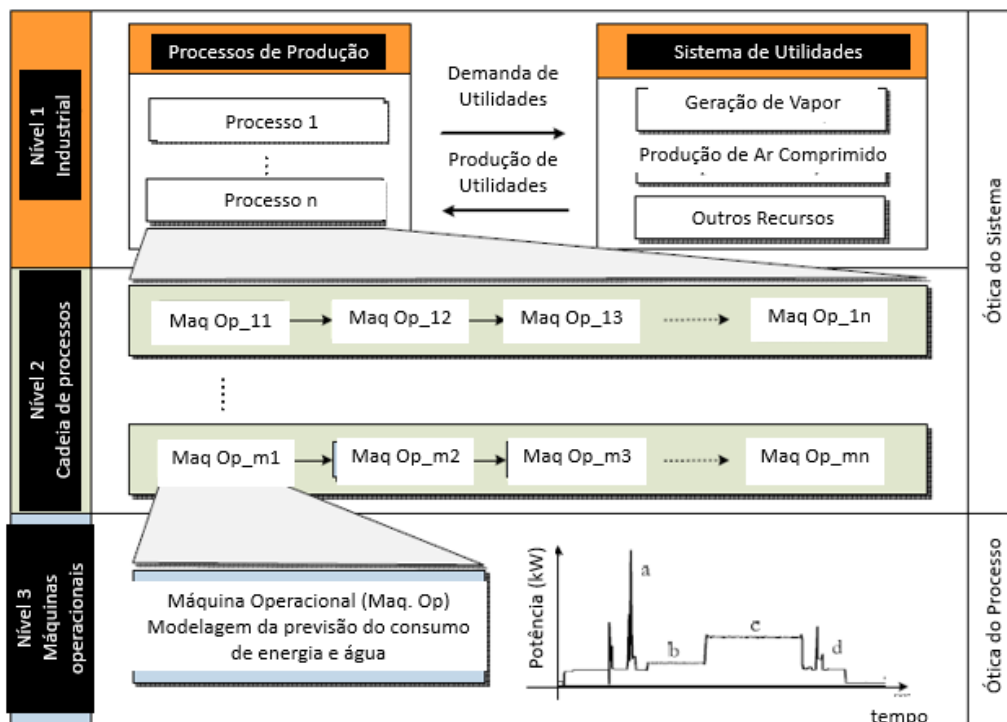 Nível 1
Industrial
Processos de Produção
Processo 1
Processo n
Demanda de
Utilidades
Produção de
Utilidades
Sistema de Utilidades
Geração de Vapor
Produção de Ar Comprimido
Outros Recursos
Ótica do Sistema
Nível 2
Cadeia de processos
Maq Op_11
Maq Op_12
Maq Op_13
Maq Op_1n
Maq Op_m1
Maq Op_m2
Maq Op_m3
Maq Op_mn
Nível 3
Máquinas
operacionais
Máquina Operacional (Maq. Op)
Modelagem da previsão do consumo
de energia e água
Potência (kW)
a
b
c
d
tempo
Ótica do Processo